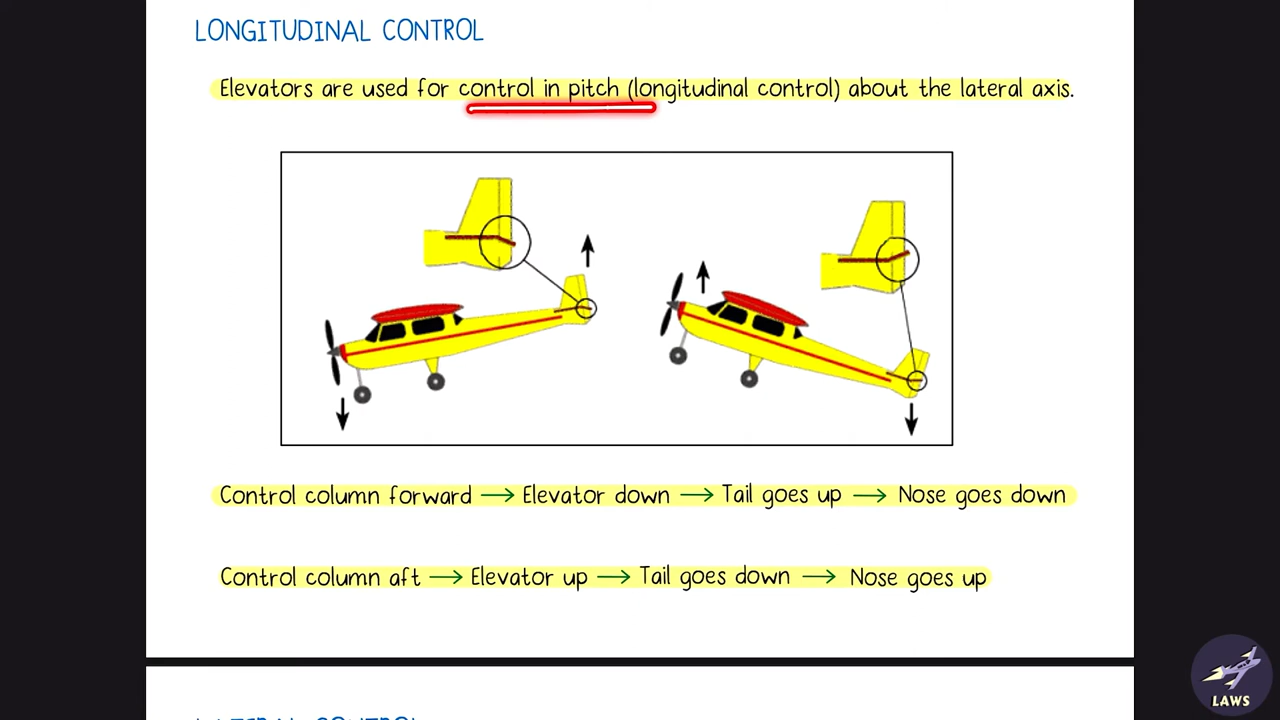 LONGITUDINAL CONTROL
Elevators are used for control in pitch (longitudinal control) about the lateral axis.
Control column forward → Elevator down → Tail goes up → Nose goes down
Control column aft → Elevator up → Tail goes down → Nose goes up
LAWS
LATERAL CONTROL